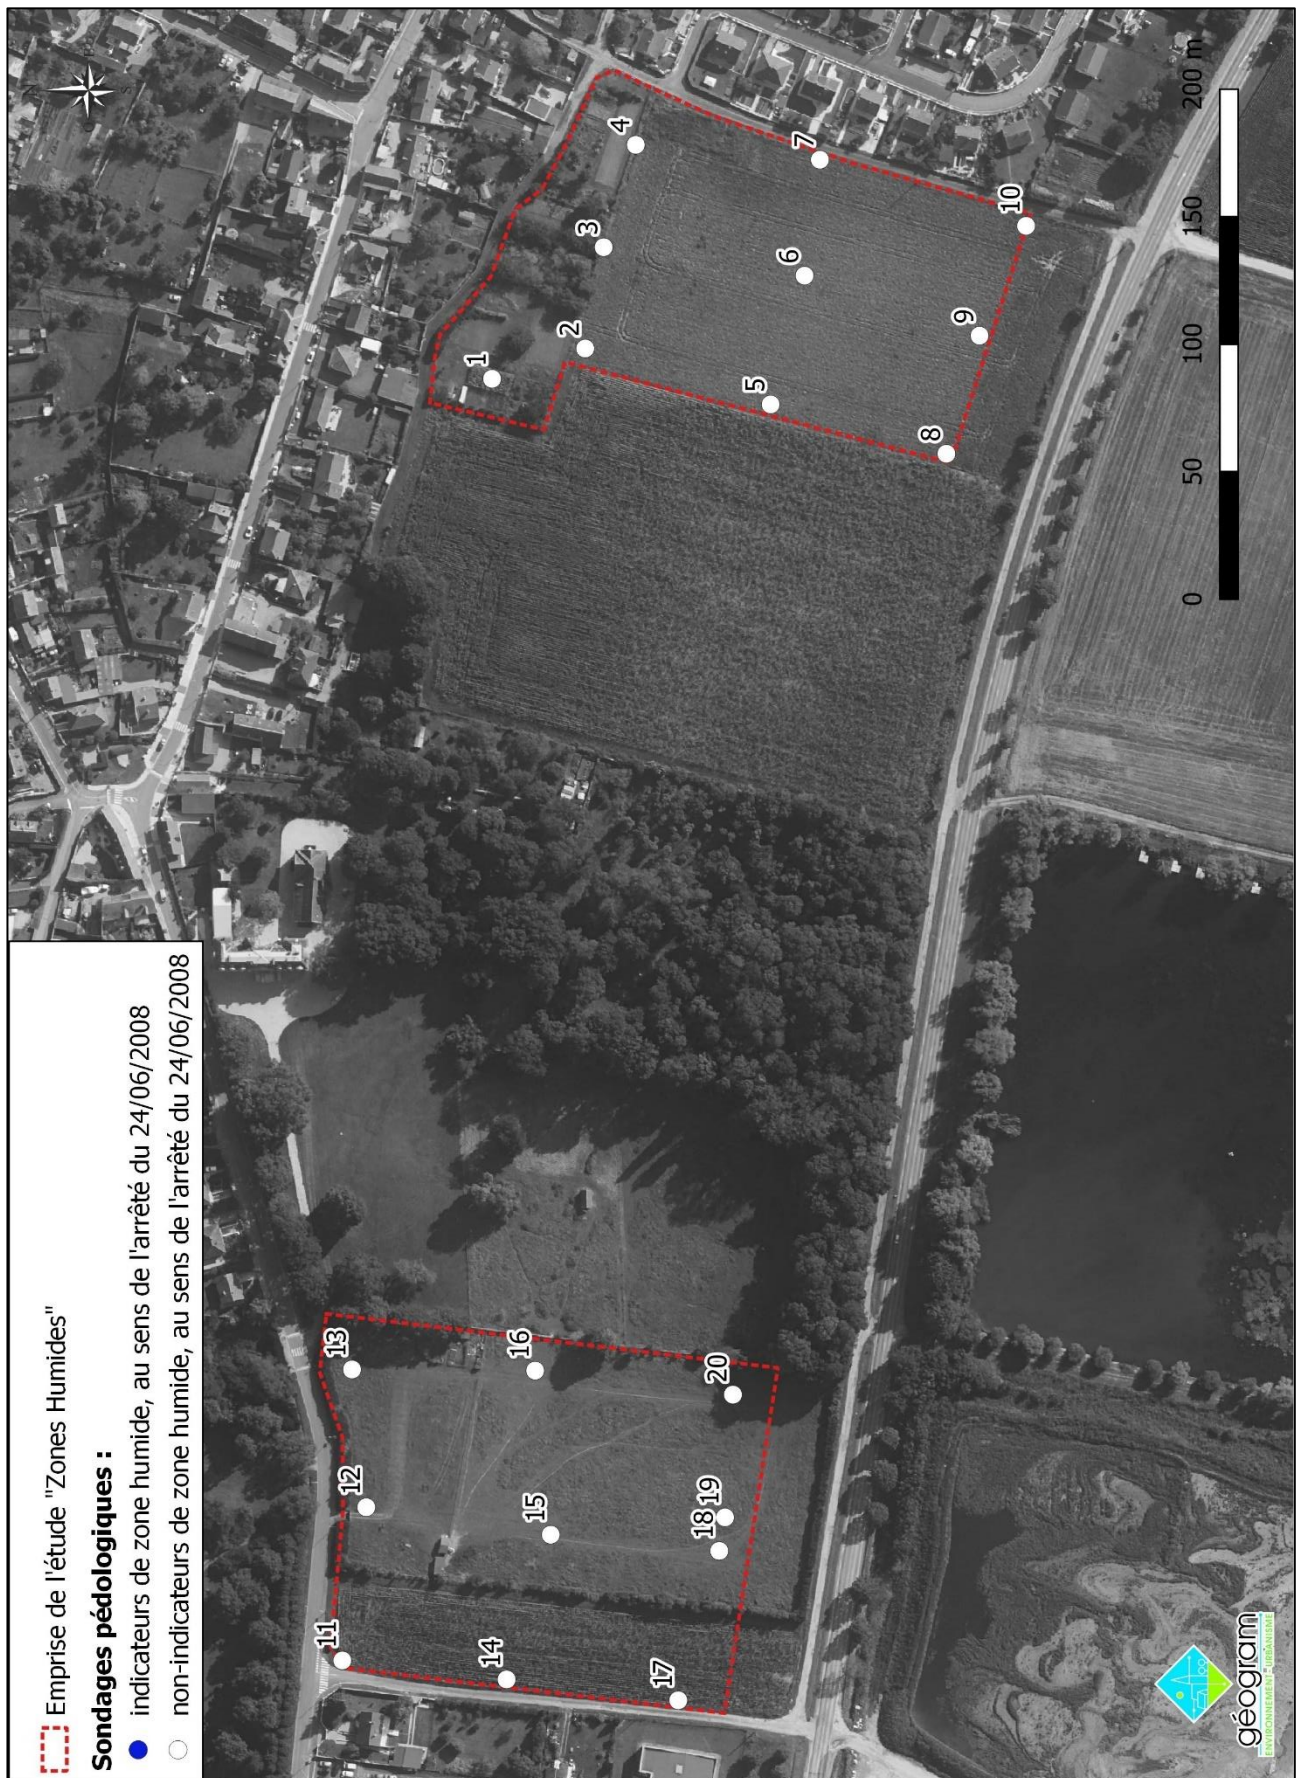 Emprise de l'étude "Zones Humides"
Sondages pédologiques :
indicateurs de zone humide, au sens de l'arrêté du 24/06/2008
non-indicateurs de zone humide, au sens de l'arrêté du 24/06/2008
N
S
11
12
13
14
15
16
17
18
19
20
1
2
3
4
5
6
7
8
9
10
0
50
100
150
200 m
géogram
ENVIRONNEMENT - URBANISME